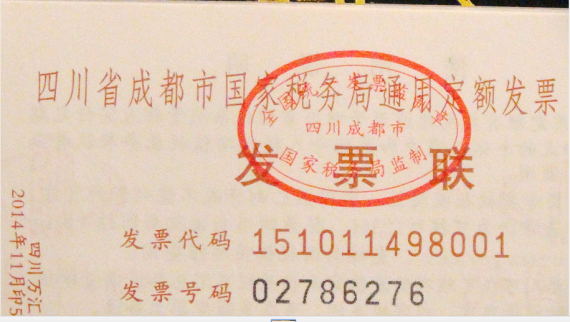 四川省成都市国家税务局通用定额发票
全国统一发票监制章
四川成都市
国家税务局监制
发票联
发票代码 151011498001
发票号码 02786276
四川万汇
2014年11月印5